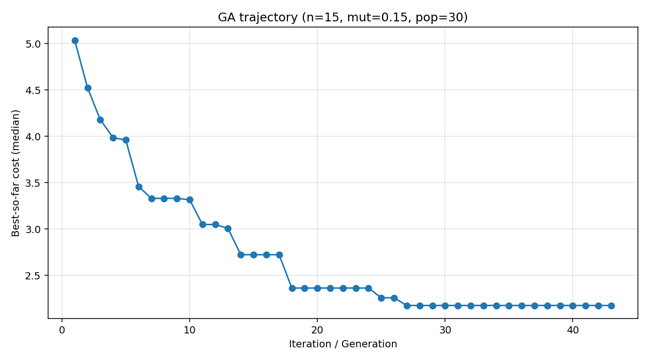 GA trajectory (n=15, mut=0.15, pop=30)
Best-so-far cost (median)
5.0
4.5
4.0
3.5
3.0
2.5
0 10 20 30 40
Iteration / Generation